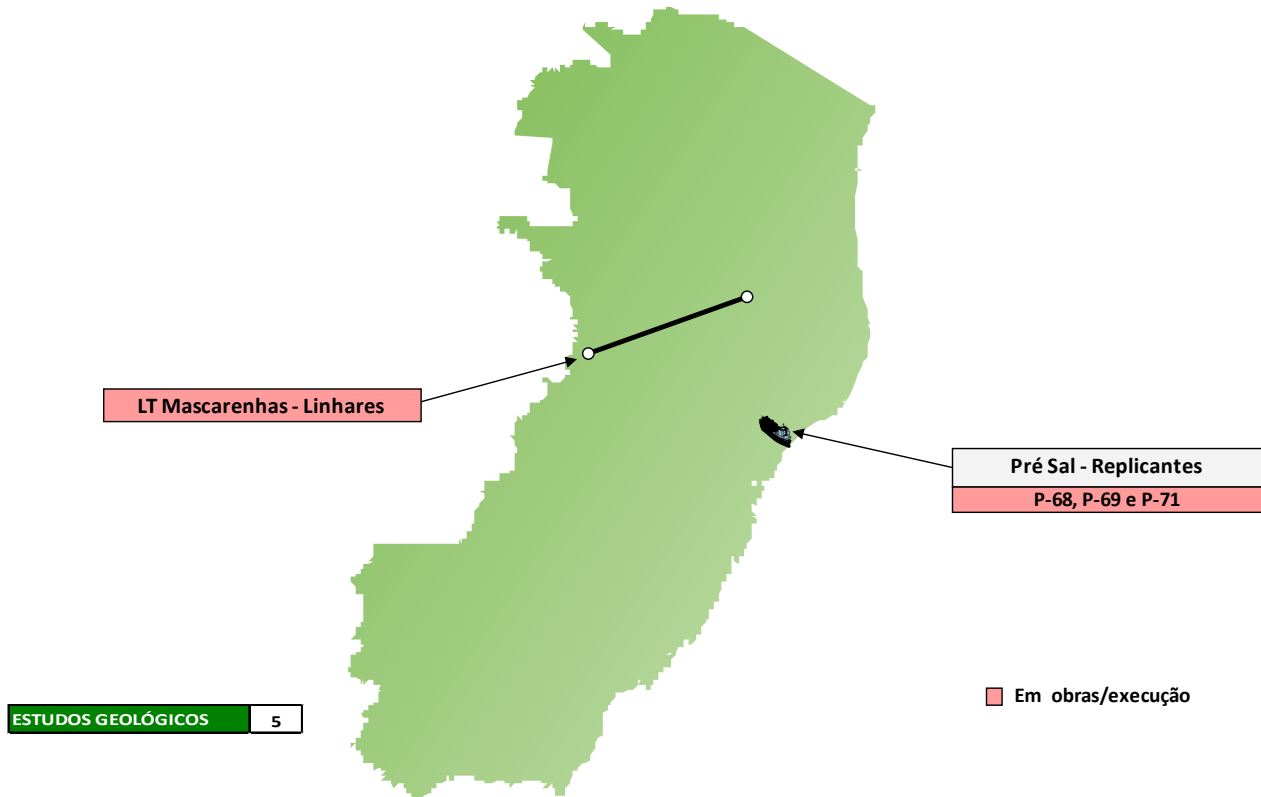 LT Mascarenhas - Linhares
Pré Sal - Replicantes
P-68, P-69 e P-71
Em obras/execução
ESTUDOS GEOLÓGICOS 5